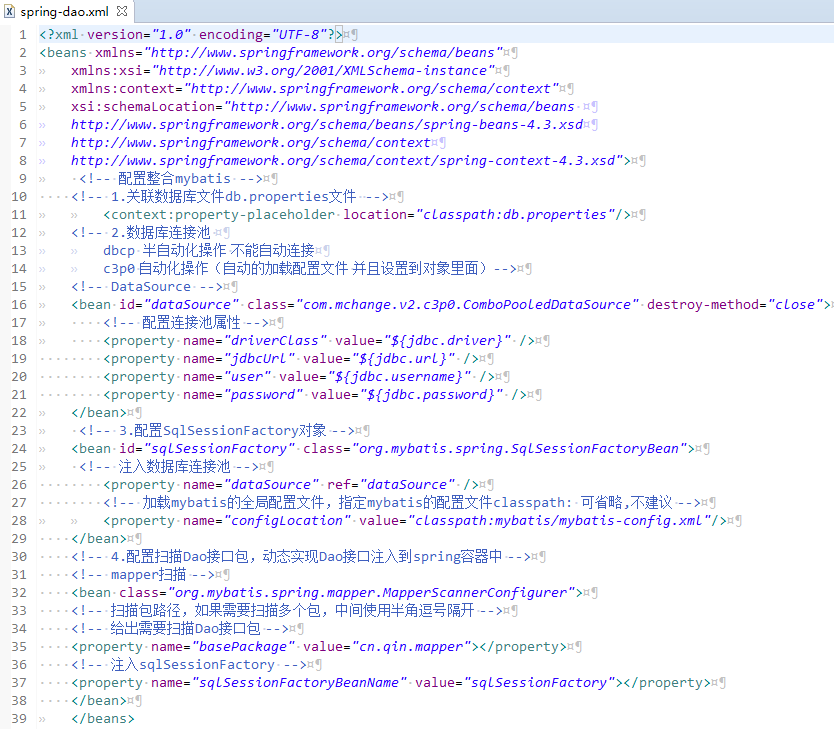 spring-dao.xml
1 <?xml version="1.0" encoding="UTF-8"?>
2 <beans xmlns="http://www.springframework.org/schema/beans"
3 xmlns:xsi="http://www.w3.org/2001/XMLSchema-instance"
4 xmlns:context="http://www.springframework.org/schema/context"
5 xsi:schemaLocation="http://www.springframework.org/schema/beans
6 http://www.springframework.org/schema/beans/spring-beans-4.3.xsd
7 http://www.springframework.org/schema/context
8 http://www.springframework.org/schema/context/spring-context-4.3.xsd">
9 <!-- 配置整合mybatis -->
10 <!-- 1.关联数据库文件db.properties文件 -->
11 <context:property-placeholder location="classpath:db.properties"/>
12 <!-- 2.数据库连接池
13 dbcp 半自动化操作 不能自动连接
14 c3p0 自动化操作（自动的加载配置文件 并且设置到对象里面）-->
15 <!-- DataSource -->
16 <bean id="dataSource" class="com.mchange.v2.c3p0.ComboPooledDataSource" destroy-method="close">
17 <!-- 配置连接池属性 -->
18 <property name="driverClass" value="${jdbc.driver}" />
19 <property name="jdbcUrl" value="${jdbc.url}" />
20 <property name="user" value="${jdbc.username}" />
21 <property name="password" value="${jdbc.password}" />
22 </bean>
23 <!-- 3.配置SqlSessionFactory对象 -->
24 <bean id="sqlSessionFactory" class="org.mybatis.spring.SqlSessionFactoryBean">
25 <!-- 注入数据库连接池 -->
26 <property name="dataSource" ref="dataSource" />
27 <!-- 加载mybatis的全局配置文件，指定mybatis的配置文件classpath: 可省略,不建议 -->
28 <property name="configLocation" value="classpath:mybatis/mybatis-config.xml"/>
29 </bean>
30 <!-- 4.配置扫描Dao接口包，动态实现Dao接口注入到spring容器中 -->
31 <!-- mapper扫描 -->
32 <bean class="org.mybatis.spring.mapper.MapperScannerConfigurer">
33 <!-- 扫描包路径，如果需要扫描多个包，中间使用半角逗号隔开 -->
34 <!-- 给出需要扫描Dao接口包 -->
35 <property name="basePackage" value="cn.qin.mapper"></property>
36 <!-- 注入sqlSessionFactory -->
37 <property name="sqlSessionFactoryBeanName" value="sqlSessionFactory"></property>
38 </bean>
39 </beans>